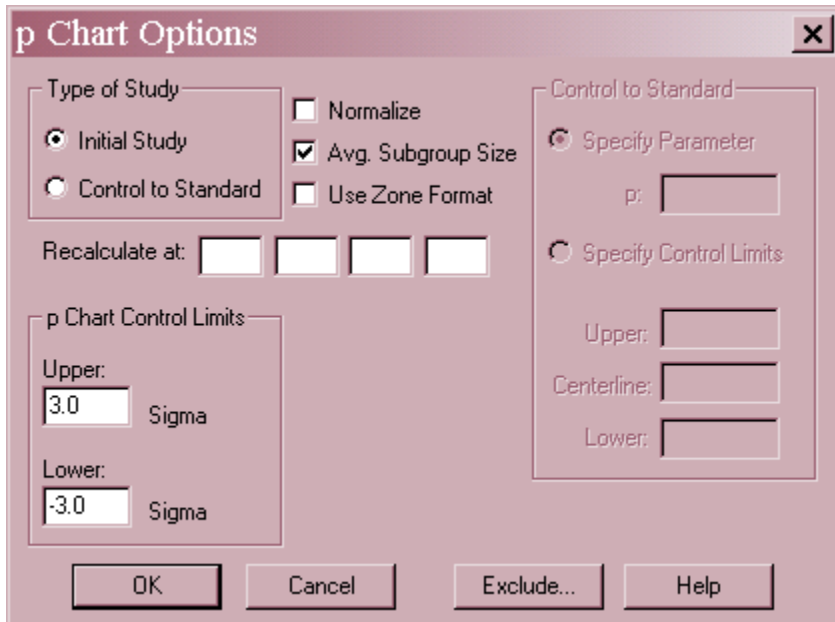 p Chart Options
Type of Study
Initial Study
Control to Standard
Normalize
Avg. Subgroup Size
Use Zone Format
Recalculate at:
p Chart Control Limits
Upper:
3.0 Sigma
Lower:
-3.0 Sigma
Control to Standard
Specify Parameter
p:
Specify Control Limits
Upper:
Centerline:
Lower:
OK Cancel Exclude... Help